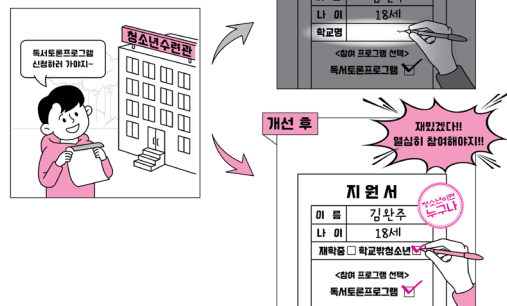 독서토론프로그램
신청하러 가야지~
청소년수련관
나 이 18세
학교명
<참여 프로그램 선택>
독서토론프로그램
개선 후
재밌겠다!!
열심히 참여해야지!!
지원서
청소년이면
누구나
이 름 김완주
나 이 18세
재학중 학교밖청소년
<참여 프로그램 선택>
독서토론프로그램